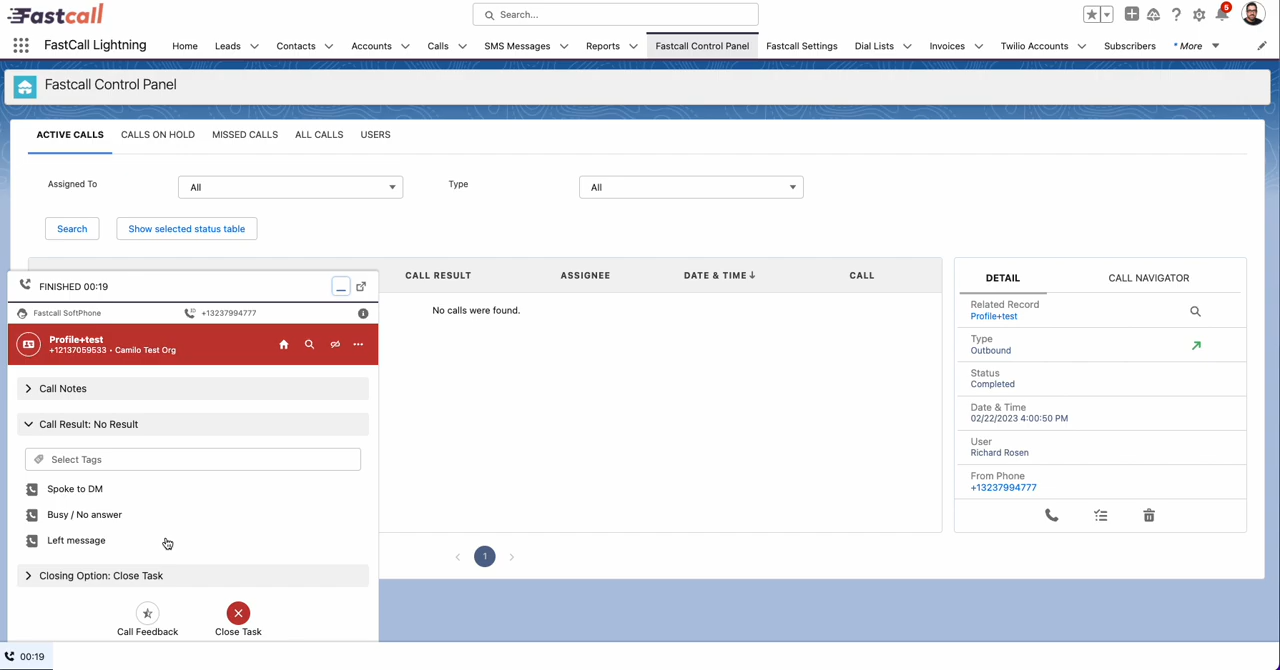 Fastcall
Search...
5
FastCall Lightning
Home
Leads
Contacts
Accounts
Calls
SMS Messages
Reports
Fastcall Control Panel
Fastcall Settings
Dial Lists
Invoices
Twilio Accounts
Subscribers
* More
Fastcall Control Panel
ACTIVE CALLS
CALLS ON HOLD
MISSED CALLS
ALL CALLS
USERS
Assigned To
All
Type
All
Search
Show selected status table
CALL RESULT
ASSIGNEE
DATE & TIME
CALL
No calls were found.
1
DETAIL
CALL NAVIGATOR
Related Record
Profile+test
Type
Outbound
Status
Completed
Date & Time
02/22/2023 4:00:50 PM
User
Richard Rosen
From Phone
+13237994777
FINISHED 00:19
Fastcall SoftPhone
+13237994777
Profile+test
+12137059533 • Camilo Test Org
Call Notes
Call Result: No Result
Select Tags
Spoke to DM
Busy / No answer
Left message
Closing Option: Close Task
Call Feedback
Close Task
00:19